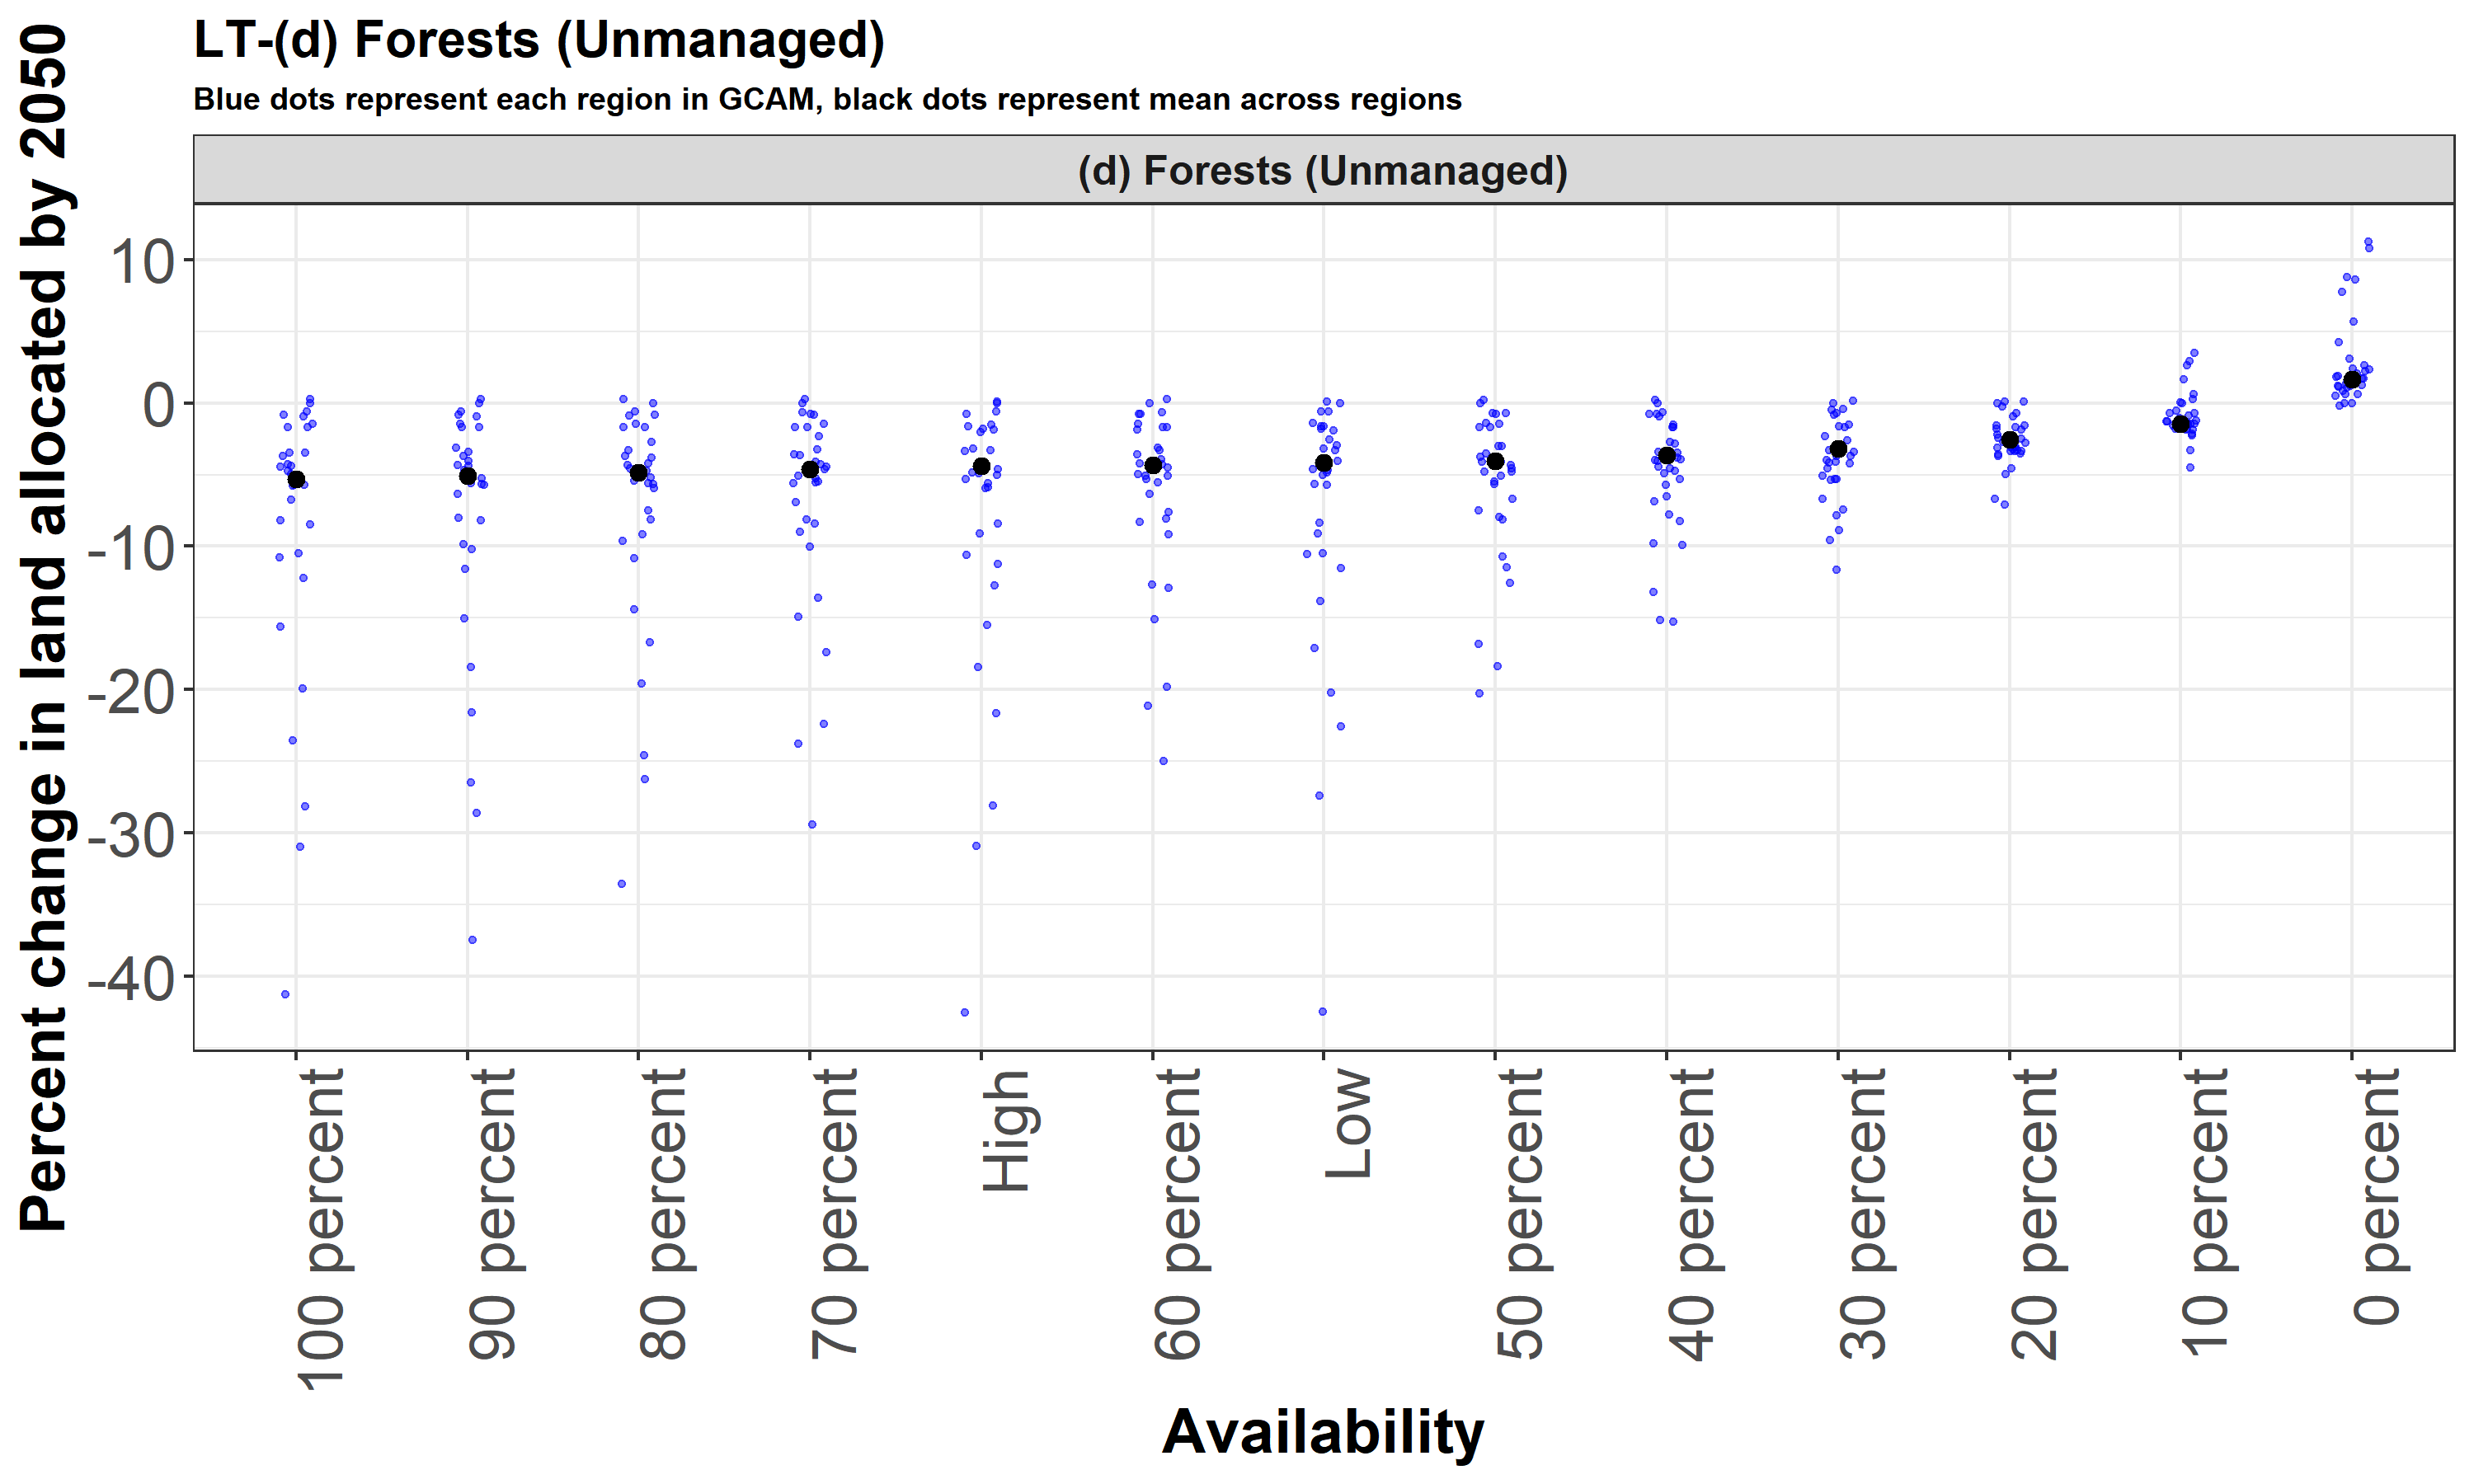 LT-(d) Forests (Unmanaged)
Blue dots represent each region in GCAM, black dots represent mean across regions
(d) Forests (Unmanaged)
Percent change in land allocated by 2050
10
0
-10
-20
-30
-40
100 percent
90 percent
80 percent
70 percent
High
60 percent
Low
50 percent
40 percent
30 percent
20 percent
10 percent
0 percent
Availability